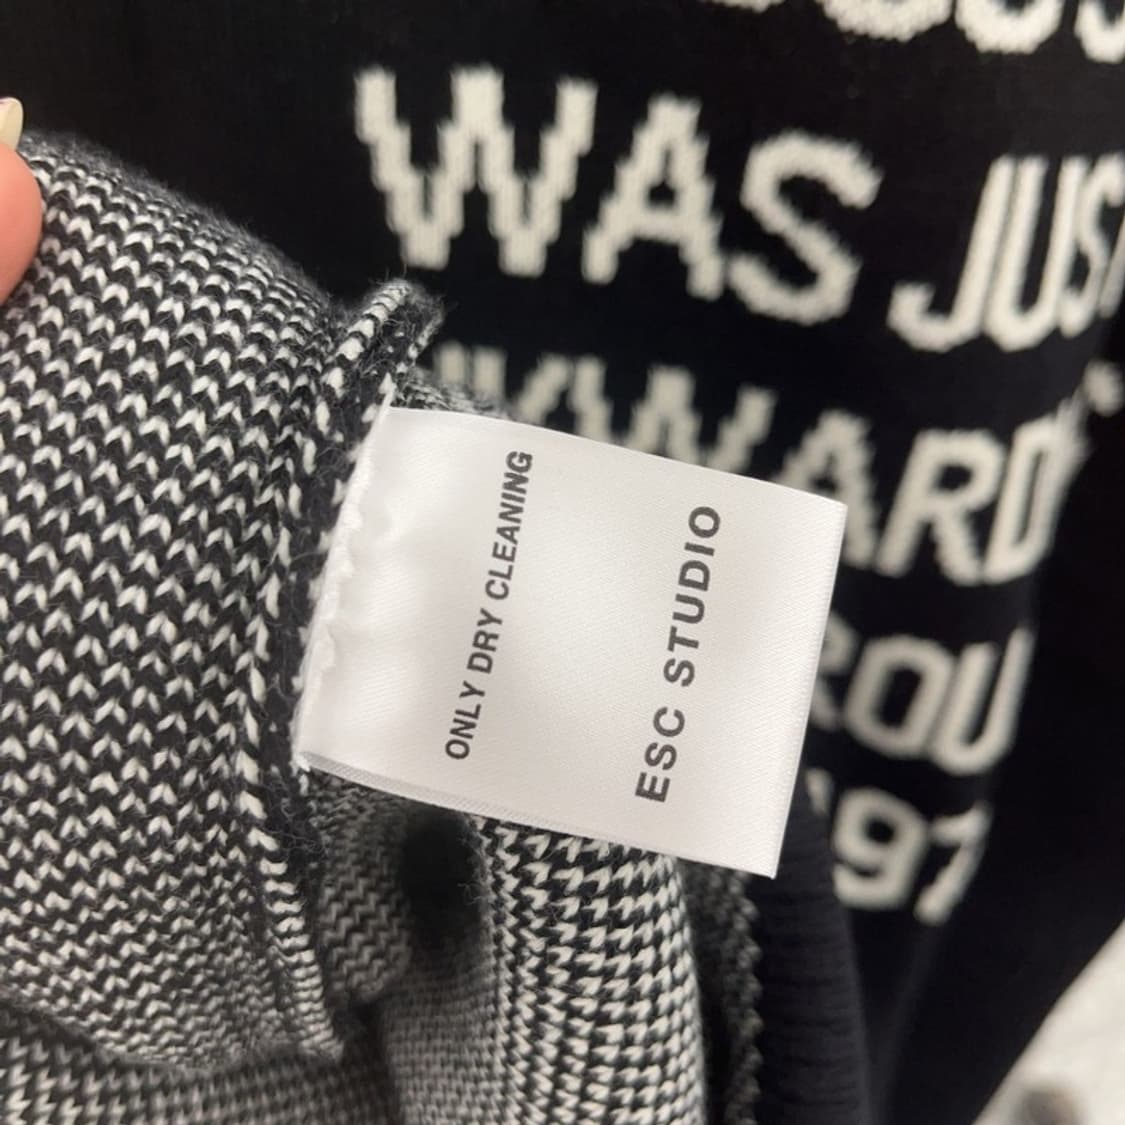 WAS JUS
WARD
ROU
97
ONLY DRY CLEANING
ESC STUDIO